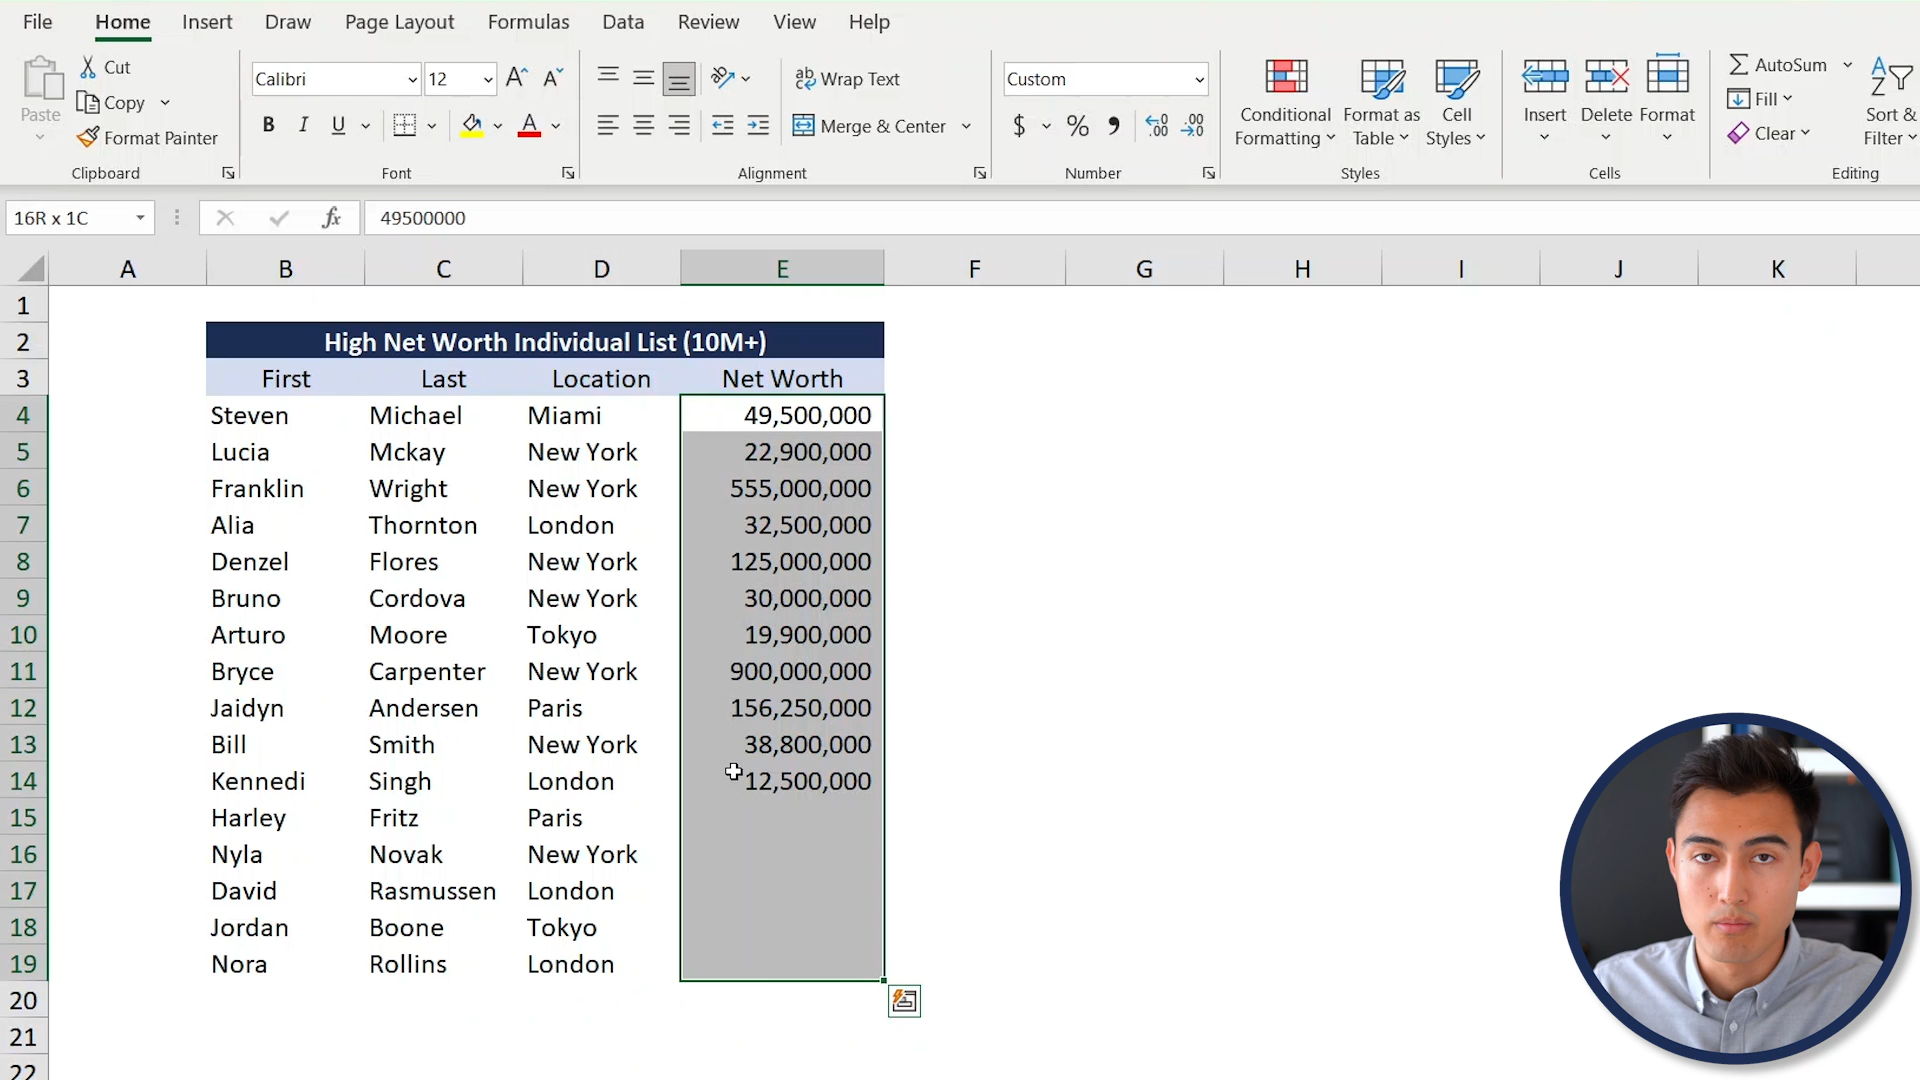 File Home Insert Draw Page Layout Formulas Data Review View Help
Paste
Cut
Copy
Format Painter
Clipboard
Calibri 12
B I U
Font
ab Wrap Text
Merge & Center
Alignment
Custom
$ % ,
Number
Conditional Formatting
Format as Table
Cell Styles
Styles
Insert Delete Format
Cells
AutoSum
Fill
Clear
Sort & Filter
Editing
16R x 1C fx 49500000
A B C D E F G H I J K
1
2 High Net Worth Individual List (10M+)
3 First Last Location Net Worth
4 Steven Michael Miami 49,500,000
5 Lucia Mckay New York 22,900,000
6 Franklin Wright New York 555,000,000
7 Alia Thornton London 32,500,000
8 Denzel Flores New York 125,000,000
9 Bruno Cordova New York 30,000,000
10 Arturo Moore Tokyo 19,900,000
11 Bryce Carpenter New York 900,000,000
12 Jaidyn Andersen Paris 156,250,000
13 Bill Smith New York 38,800,000
14 Kennedi Singh London 12,500,000
15 Harley Fritz Paris
16 Nyla Novak New York
17 David Rasmussen London
18 Jordan Boone Tokyo
19 Nora Rollins London
20
21
22